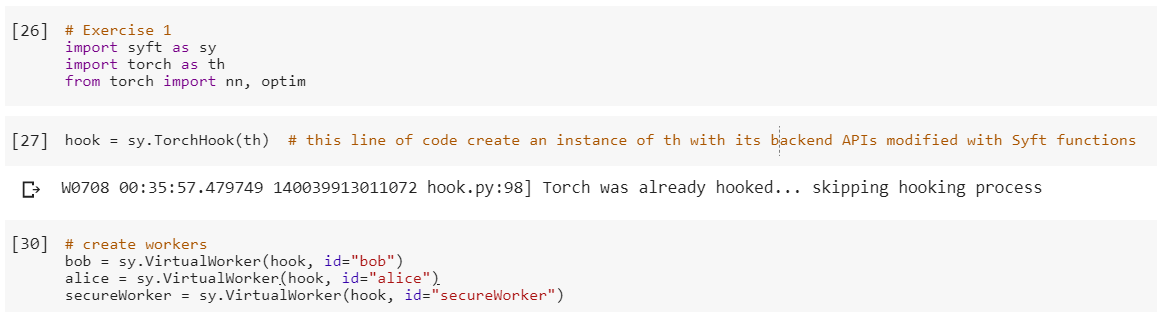 [26] # Exercise 1
import syft as sy
import torch as th
from torch import nn, optim
[27] hook = sy.TorchHook(th)  # this line of code create an instance of th with its backend APIs modified with Syft functions
W0708 00:35:57.479749 140039913011072 hook.py:98] Torch was already hooked... skipping hooking process
[30] # create workers
bob = sy.VirtualWorker(hook, id="bob")
alice = sy.VirtualWorker(hook, id="alice")
secureWorker = sy.VirtualWorker(hook, id="secureWorker")